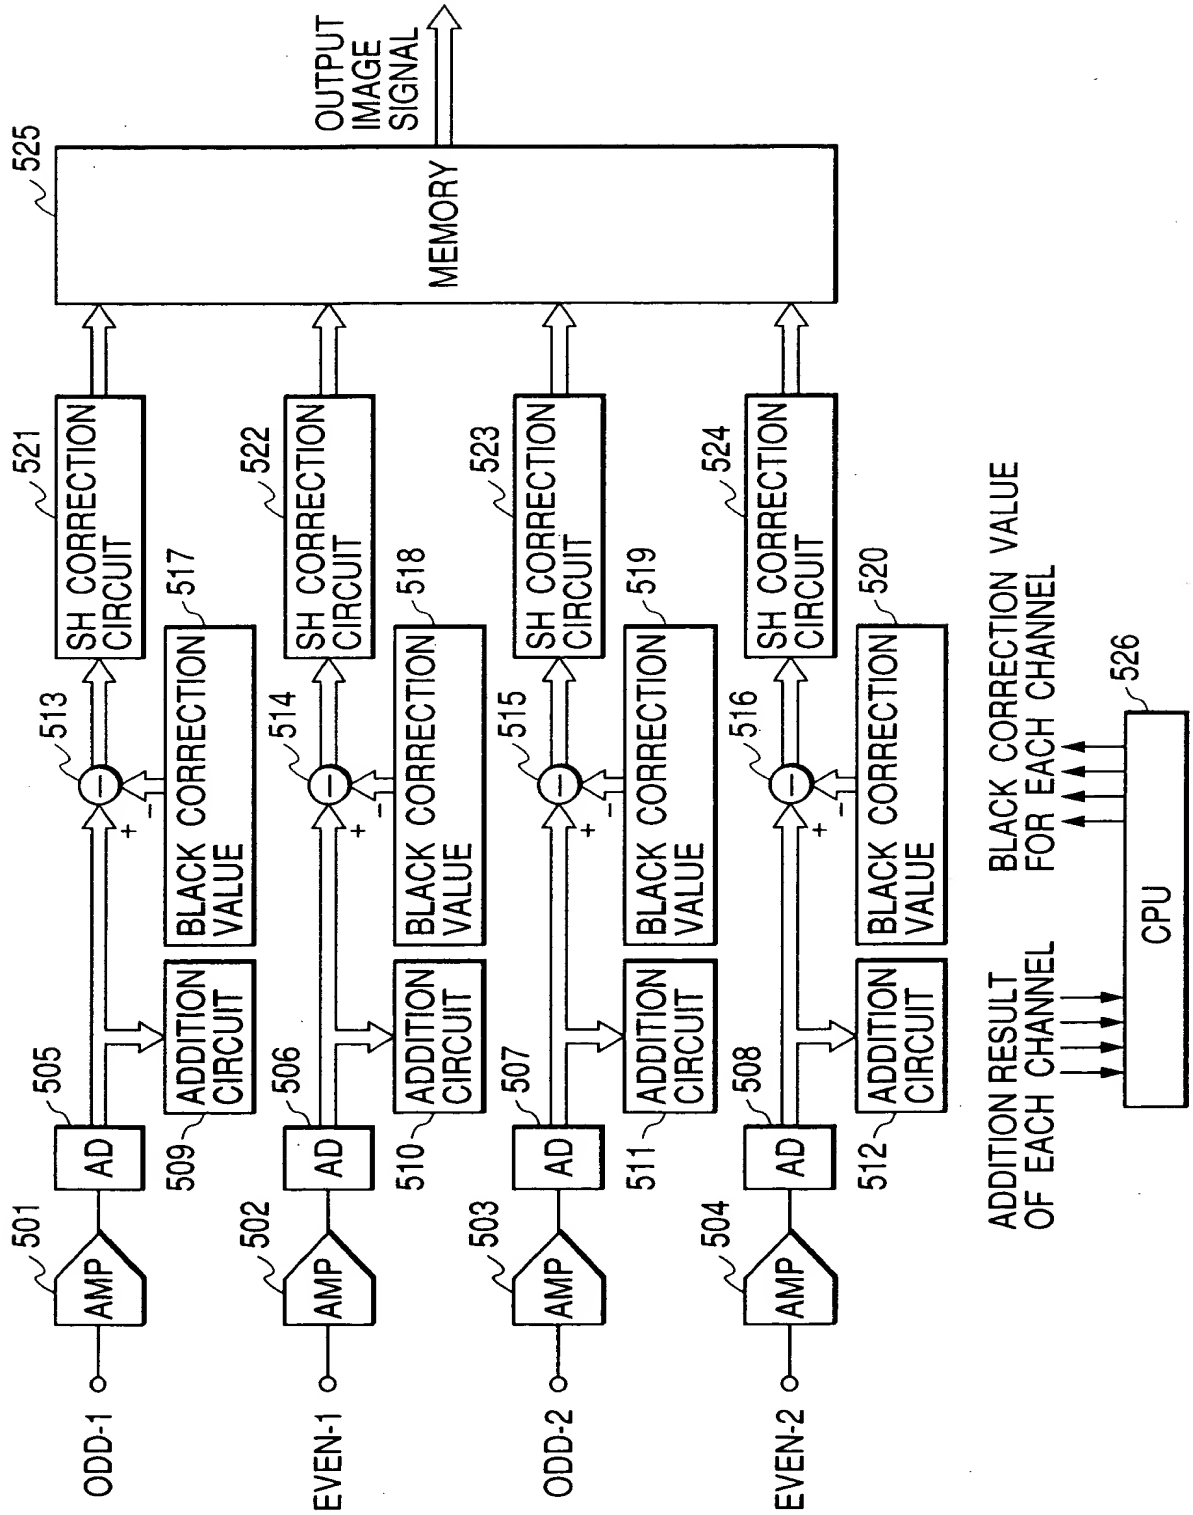 ODD-1
501
AMP
505
AD
509
ADDITION
CIRCUIT
513
+
−
−
517
BLACK CORRECTION
VALUE
521
SH CORRECTION
CIRCUIT
EVEN-1
502
AMP
506
AD
510
ADDITION
CIRCUIT
514
+
−
−
518
BLACK CORRECTION
VALUE
522
SH CORRECTION
CIRCUIT
ODD-2
503
AMP
507
AD
511
ADDITION
CIRCUIT
515
+
−
−
519
BLACK CORRECTION
VALUE
523
SH CORRECTION
CIRCUIT
EVEN-2
504
AMP
508
AD
512
ADDITION
CIRCUIT
516
+
−
−
520
BLACK CORRECTION
VALUE
524
SH CORRECTION
CIRCUIT
525
MEMORY
OUTPUT
IMAGE
SIGNAL
ADDITION RESULT
OF EACH CHANNEL
BLACK CORRECTION VALUE
FOR EACH CHANNEL
526
CPU